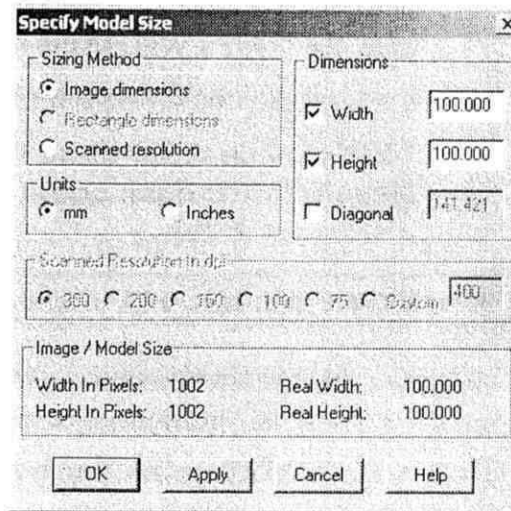 Specify Model Size
Sizing Method
Image dimensions
Rectangle dimensions
Scanned resolution
Units
mm Inches
Dimensions
Width 100.000
Height 100.000
Diagonal 141.421
Scanned Resolution In dpi
300 200 150 100 75 Custom 400
Image / Model Size
Width In Pixels: 1002 Real Width: 100.000
Height In Pixels: 1002 Real Height: 100.000
OK Apply Cancel Help